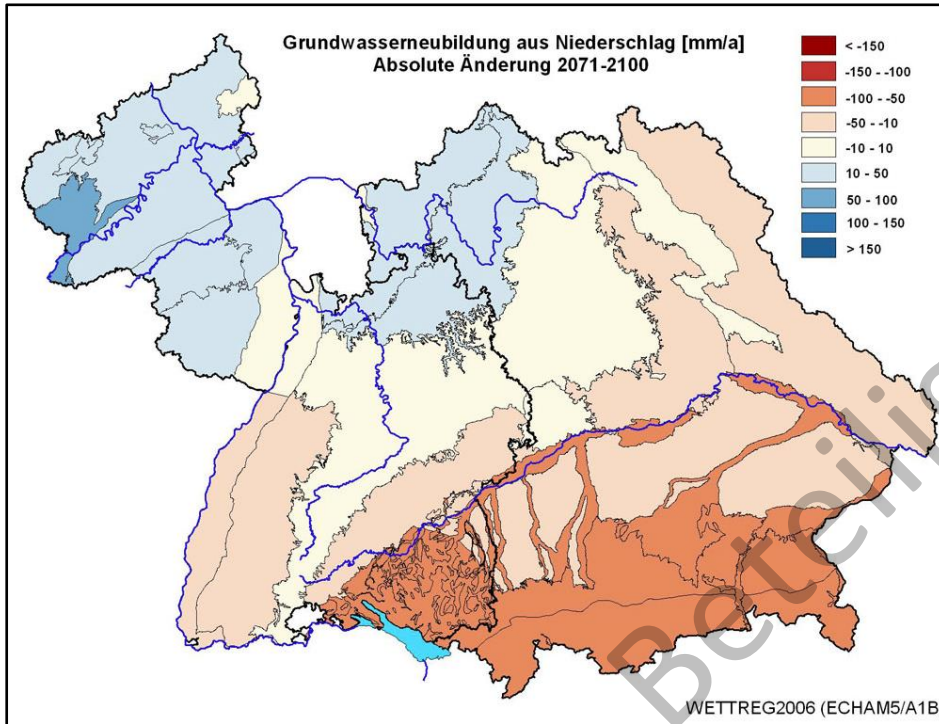 Grundwasserneubildung aus Niederschlag [mm/a]
Absolute Änderung 2071-2100
< -150
-150 - -100
-100 - -50
-50 - -10
-10 - 10
10 - 50
50 - 100
100 - 150
> 150
Beteili
WETTREG2006 (ECHAM5/A1B